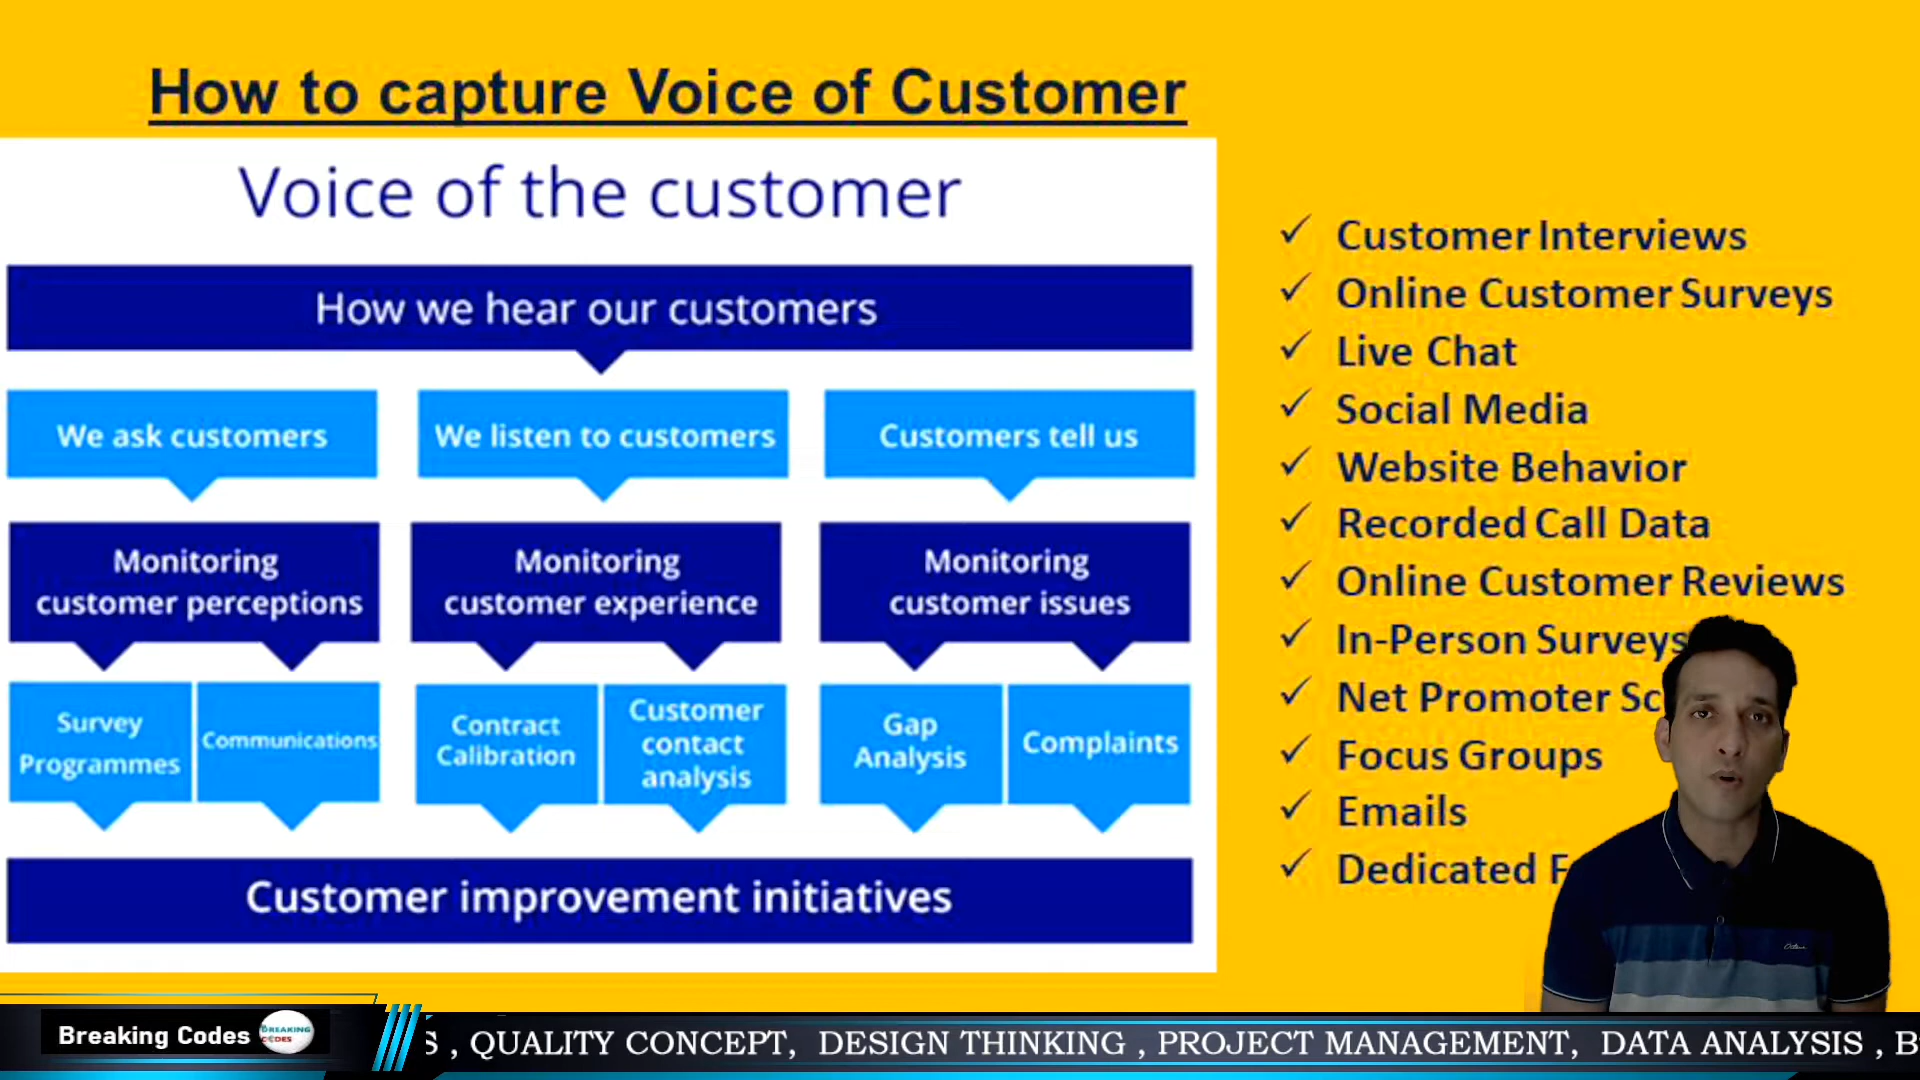 How to capture Voice of Customer
Voice of the customer
How we hear our customers
We ask customers
We listen to customers
Customers tell us
Monitoring
customer perceptions
Monitoring
customer experience
Monitoring
customer issues
Survey
Programmes
Communications
Contract
Calibration
Customer
contact
analysis
Gap
Analysis
Complaints
Customer improvement initiatives
✓ Customer Interviews
✓ Online Customer Surveys
✓ Live Chat
✓ Social Media
✓ Website Behavior
✓ Recorded Call Data
✓ Online Customer Reviews
✓ In-Person Surveys
✓ Net Promoter
✓ Focus Groups
✓ Emails
✓ Dedicated
Breaking Codes
BREAKING
CODES
S , QUALITY CONCEPT, DESIGN THINKING , PROJECT MANAGEMENT, DATA ANALYSIS , B